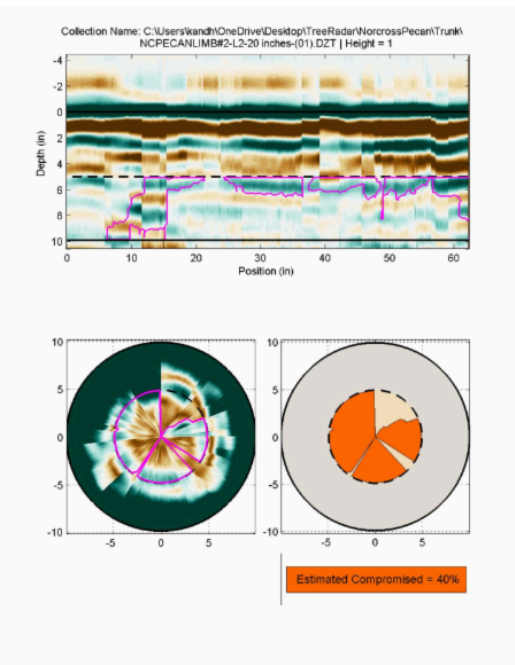 Collection Name: C:\Users\kandh\OneDrive\Desktop\TreeRadar\NorcrossPecan\Trunk\
NCPECANLIMB#2-L2-20 inches-(01).DZT | Height = 1
-4
-2
0
2
4
6
8
10
Depth (in)
0 10 20 30 40 50 60
Position (in)
10
5
0
-5
-10
-5 0 5
10
5
0
-5
-10
-5 0 5
Estimated Compromised = 40%